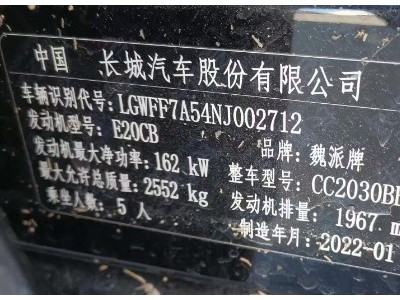 中国 长城汽车股份有限公司
车辆识别代号: LGWFF7A54NJ002712
发动机型号: E20CB 品牌: 魏派牌
发动机最大净功率: 162 kW 整车型号: CC2030BE
最大允许总质量: 2552 kg 发动机排量: 1967 m
乘坐人数: 5 人 制造年月: 2022-01